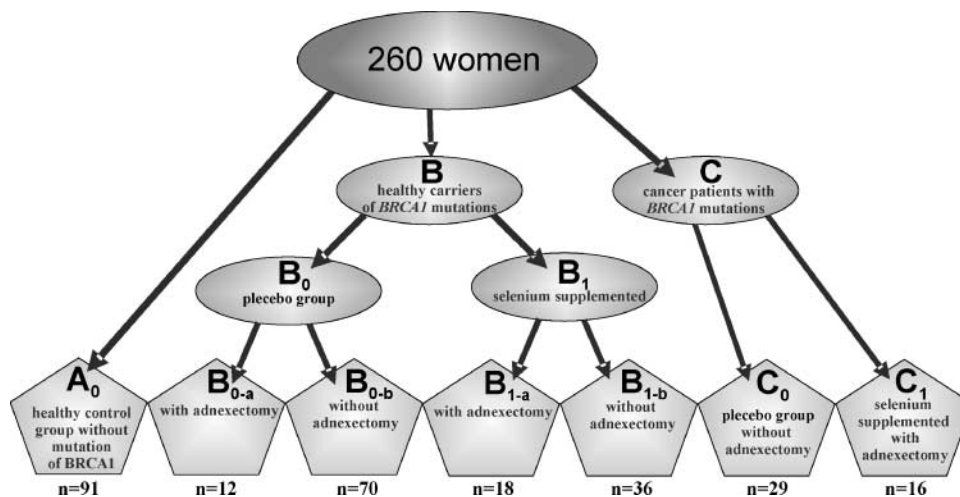 260 women
B
healthy carriers
of BRCA1 mutations
C
cancer patients with
BRCA1 mutations
B0
plecebo group
B1
selenium supplemented
A0
healthy control
group without
mutation
of BRCA1
n=91
B0-a
with adnexectomy
n=12
B0-b
without
adnexectomy
n=70
B1-a
with adnexectomy
n=18
B1-b
without
adnexectomy
n=36
C0
plecebo group
without
adnexectomy
n=29
C1
selenium
supplemented
with
adnexectomy
n=16